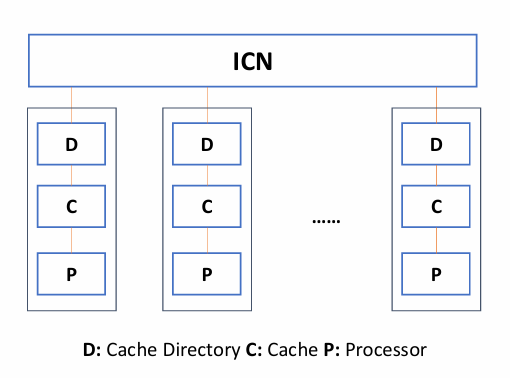 ICN
D D D
C C C
......
P P P
D: Cache Directory C: Cache P: Processor